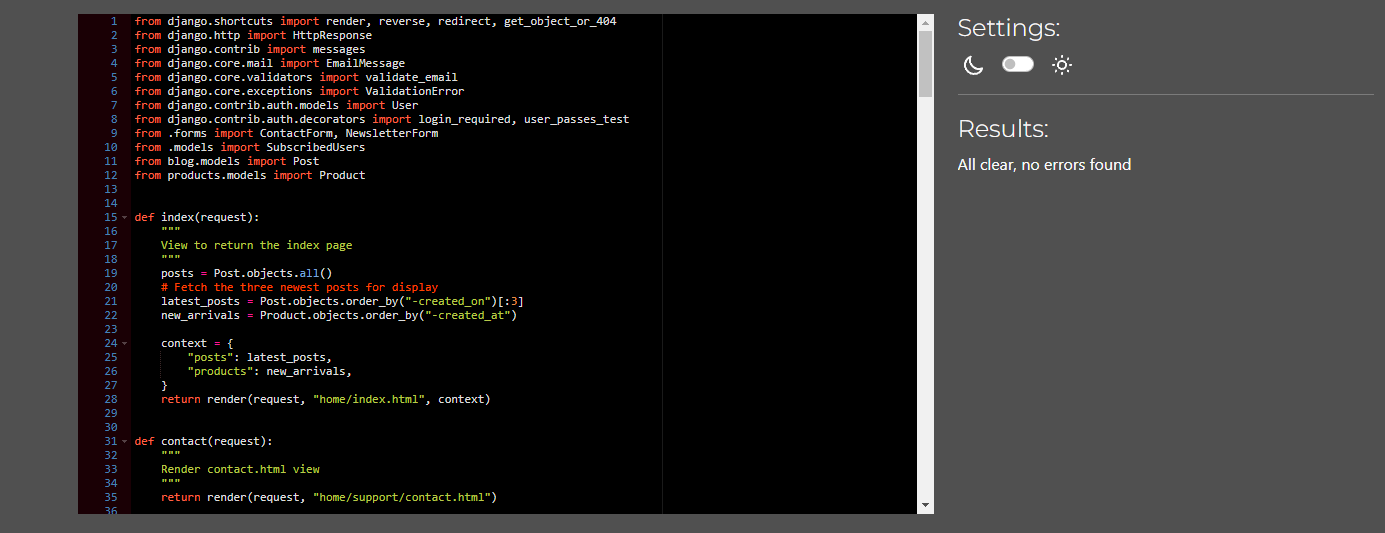 1 from django.shortcuts import render, reverse, redirect, get_object_or_404
2 from django.http import HttpResponse
3 from django.contrib import messages
4 from django.core.mail import EmailMessage
5 from django.core.validators import validate_email
6 from django.core.exceptions import ValidationError
7 from django.contrib.auth.models import User
8 from django.contrib.auth.decorators import login_required, user_passes_test
9 from .forms import ContactForm, NewsletterForm
10 from .models import SubscribedUsers
11 from blog.models import Post
12 from products.models import Product
13
14
15 def index(request):
16     """
17     View to return the index page
18     """
19     posts = Post.objects.all()
20     # Fetch the three newest posts for display
21     latest_posts = Post.objects.order_by("-created_on")[:3]
22     new_arrivals = Product.objects.order_by("-created_at")
23
24     context = {
25         "posts": latest_posts,
26         "products": new_arrivals,
27     }
28     return render(request, "home/index.html", context)
29
30
31 def contact(request):
32     """
33     Render contact.html view
34     """
35     return render(request, "home/support/contact.html")
36
Settings:
Results:
All clear, no errors found